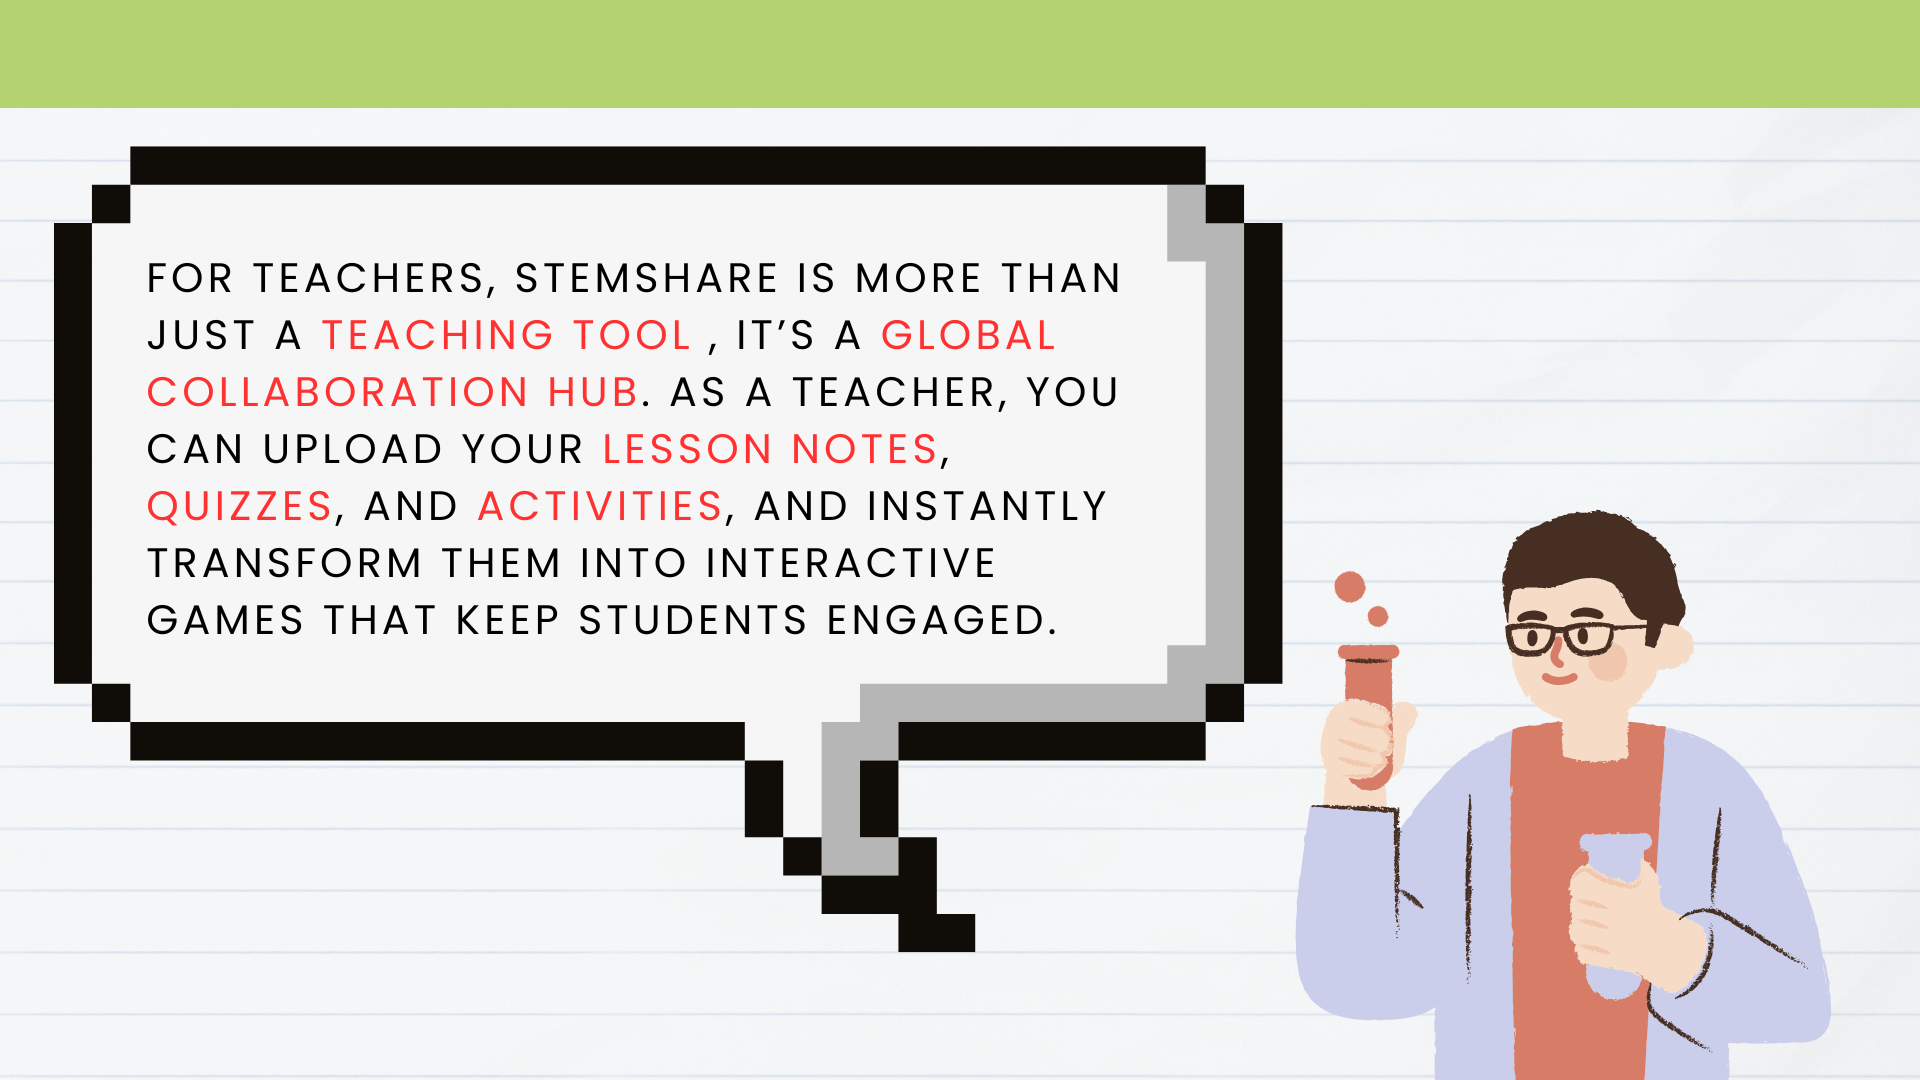 FOR TEACHERS, STEMSHARE IS MORE THAN
JUST A TEACHING TOOL , IT’S A GLOBAL
COLLABORATION HUB. AS A TEACHER, YOU
CAN UPLOAD YOUR LESSON NOTES,
QUIZZES, AND ACTIVITIES, AND INSTANTLY
TRANSFORM THEM INTO INTERACTIVE
GAMES THAT KEEP STUDENTS ENGAGED.